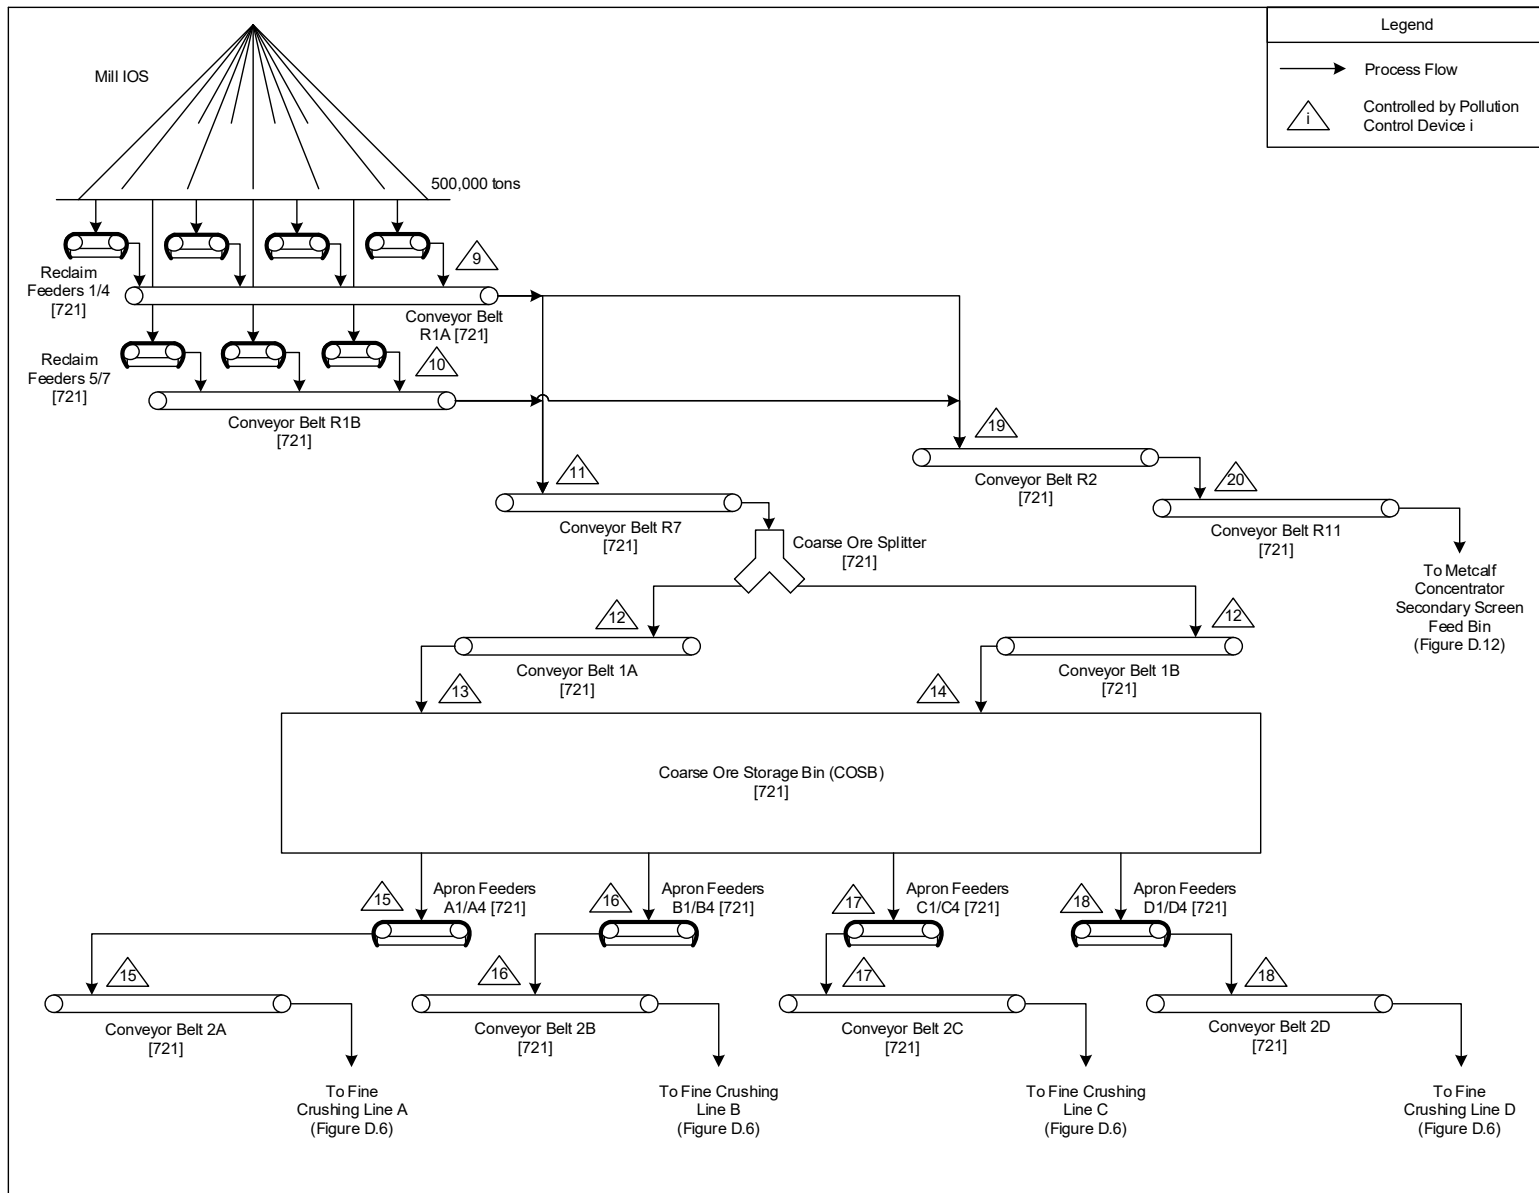 Legend
Process Flow
i
Controlled by Pollution
Control Device i
Mill IOS
500,000 tons
9
Reclaim
Feeders 1/4
[721]
Conveyor Belt
R1A [721]
10
Reclaim
Feeders 5/7
[721]
Conveyor Belt R1B
[721]
19
Conveyor Belt R2
[721]
20
Conveyor Belt R11
[721]
11
Conveyor Belt R7
[721]
Coarse Ore Splitter
[721]
To Metcalf
Concentrator
Secondary Screen
Feed Bin
(Figure D.12)
12
Conveyor Belt 1A
[721]
12
Conveyor Belt 1B
[721]
13
14
Coarse Ore Storage Bin (COSB)
[721]
15
Apron Feeders
A1/A4 [721]
16
Apron Feeders
B1/B4 [721]
17
Apron Feeders
C1/C4 [721]
18
Apron Feeders
D1/D4 [721]
15
Conveyor Belt 2A
[721]
16
Conveyor Belt 2B
[721]
17
Conveyor Belt 2C
[721]
18
Conveyor Belt 2D
[721]
To Fine
Crushing Line A
(Figure D.6)
To Fine Crushing
Line B
(Figure D.6)
To Fine Crushing
Line C
(Figure D.6)
To Fine
Crushing Line D
(Figure D.6)